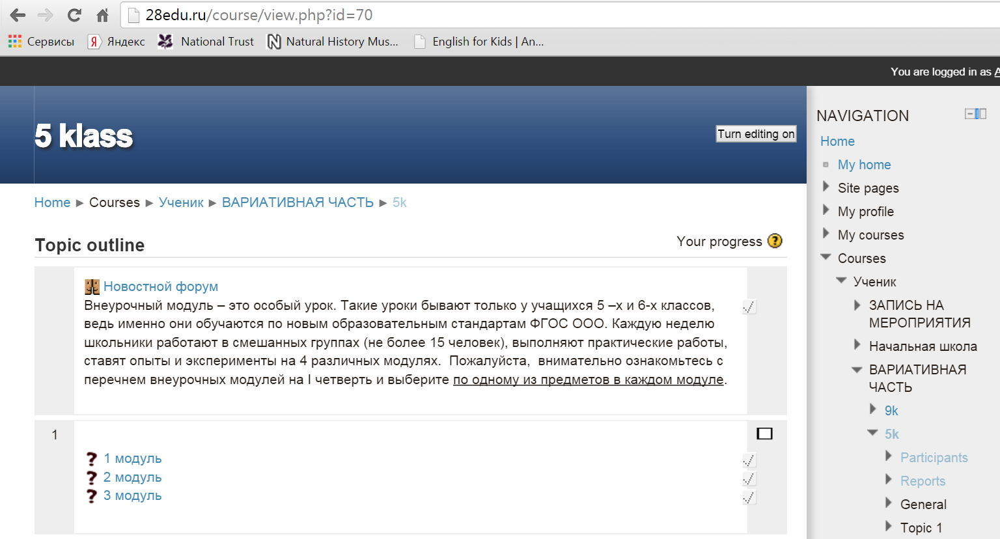 28edu.ru/course/view.php?id=70
Сервисы Яндекс National Trust Natural History Mus... English for Kids | An...
You are logged in as A
5 klass
Turn editing on
Home ► Courses ► Ученик ► ВАРИАТИВНАЯ ЧАСТЬ ► 5k
Topic outline
Your progress
Новостной форум
Внеурочный модуль – это особый урок. Такие уроки бывают только у учащихся 5 –х и 6-х классов,
ведь именно они обучаются по новым образовательным стандартам ФГОС ООО. Каждую неделю
школьники работают в смешанных группах (не более 15 человек), выполняют практические работы,
ставят опыты и эксперименты на 4 различных модулях.  Пожалуйста,  внимательно ознакомьтесь с
перечнем внеурочных модулей на I четверть и выберите по одному из предметов в каждом модуле.
1
1 модуль
2 модуль
3 модуль
NAVIGATION
Home
My home
Site pages
My profile
My courses
Courses
Ученик
ЗАПИСЬ НА
МЕРОПРИЯТИЯ
Начальная школа
ВАРИАТИВНАЯ
ЧАСТЬ
9k
5k
Participants
Reports
General
Topic 1